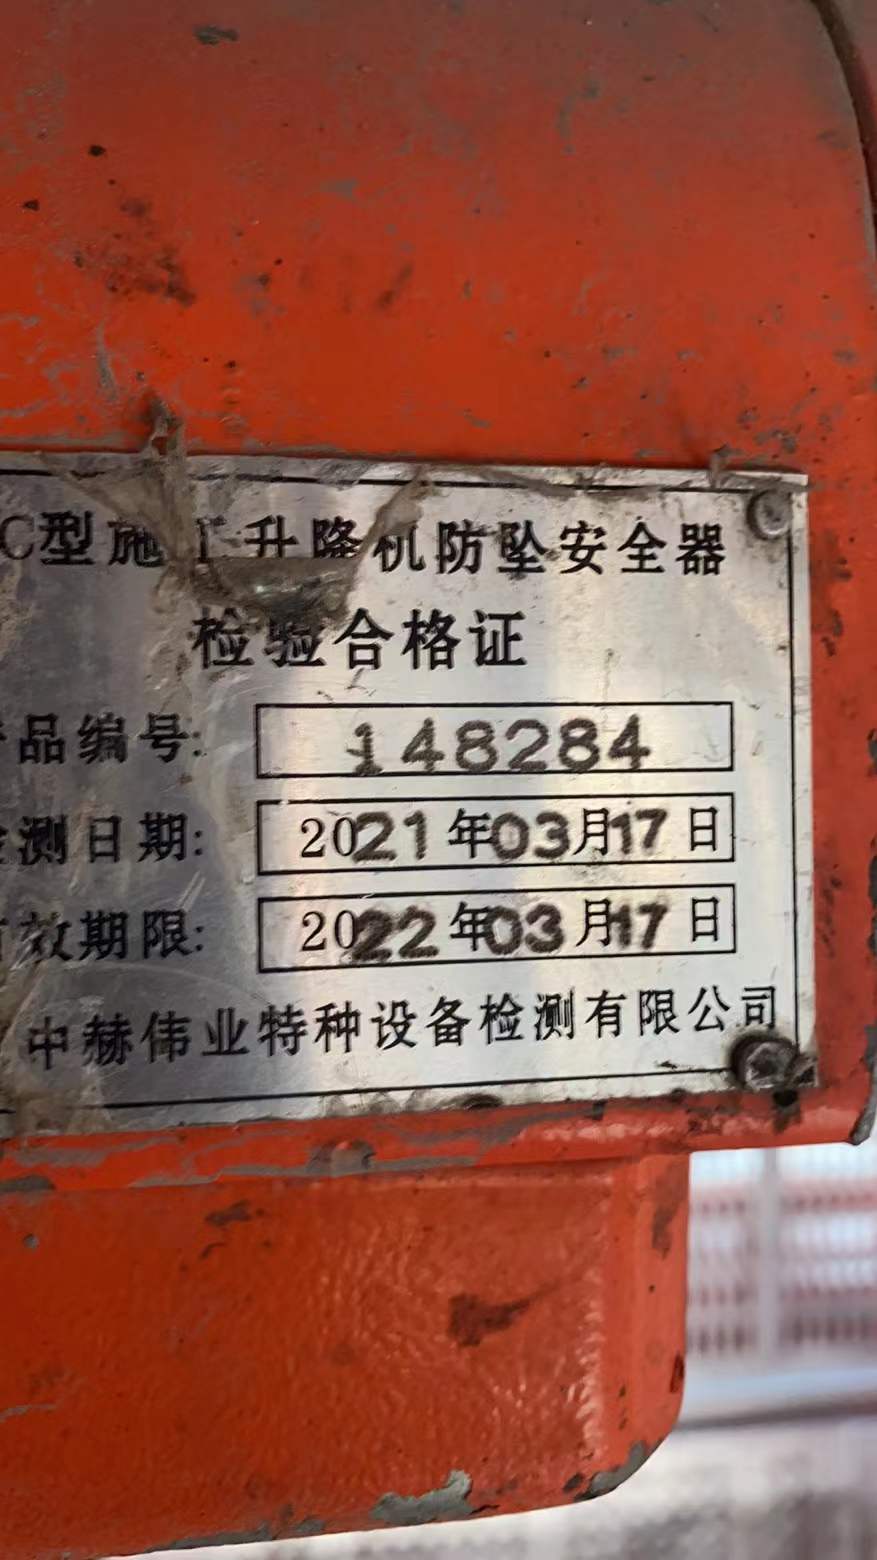 C型施工升降机防坠安全器
检验合格证
品编号: 148284
测日期: 2021年03月17日
有效期限: 2022年03月17日
中赫伟业特种设备检测有限公司